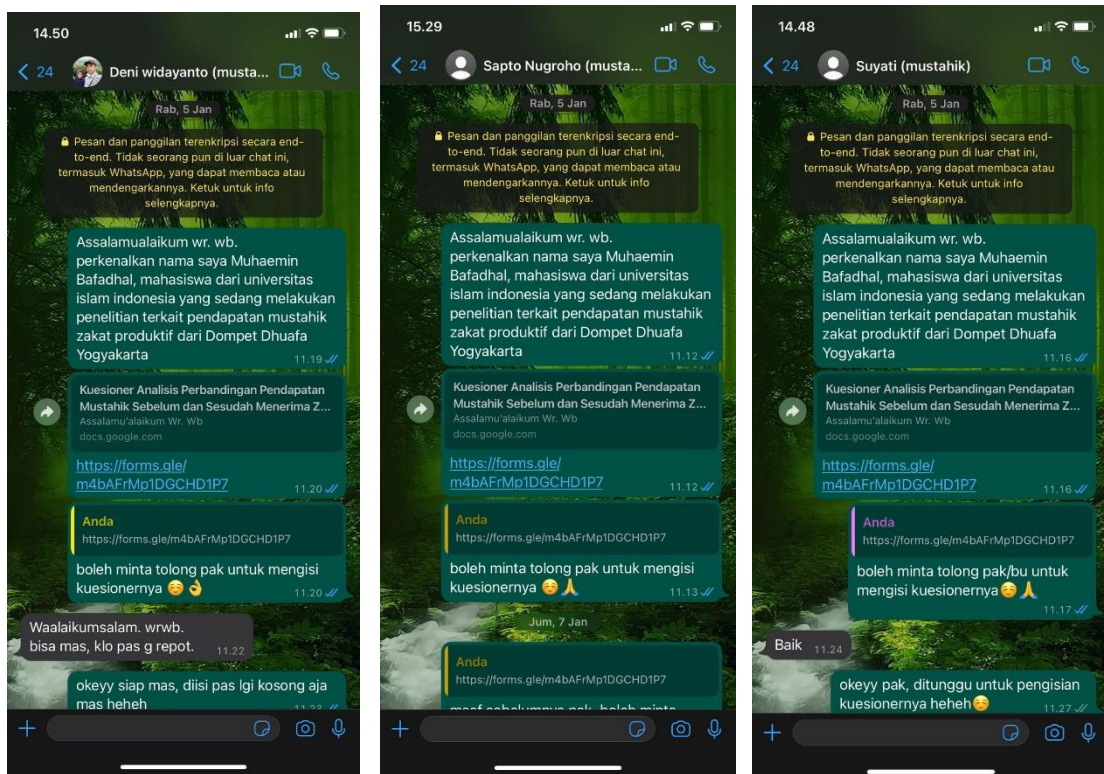 14.50
24
Deni widayanto (musta...
Rab, 5 Jan
Pesan dan panggilan terenkripsi secara end-
to-end. Tidak seorang pun di luar chat ini,
termasuk WhatsApp, yang dapat membaca atau
mendengarkannya. Ketuk untuk info
selengkapnya.
Assalamualaikum wr. wb.
perkenalkan nama saya Muhaemin
Bafadhal, mahasiswa dari universitas
islam indonesia yang sedang melakukan
penelitian terkait pendapatan mustahik
zakat produktif dari Dompet Dhuafa
Yogyakarta
11.19
Kuesioner Analisis Perbandingan Pendapatan
Mustahik Sebelum dan Sesudah Menerima Z...
Assalamu'alaikum Wr. Wb
docs.google.com
https://forms.gle/
m4bAFrMp1DGCHD1P7
11.20
Anda
https://forms.gle/m4bAFrMp1DGCHD1P7
boleh minta tolong pak untuk mengisi
kuesionernya ☺️👌
11.20
Waalaikumsalam. wrwb.
bisa mas, klo pas g repot.
11.22
okeyy siap mas, diisi pas lgi kosong aja
mas heheh
11.23
15.29
24
Sapto Nugroho (musta...
Rab, 5 Jan
Pesan dan panggilan terenkripsi secara end-
to-end. Tidak seorang pun di luar chat ini,
termasuk WhatsApp, yang dapat membaca atau
mendengarkannya. Ketuk untuk info
selengkapnya.
Assalamualaikum wr. wb.
perkenalkan nama saya Muhaemin
Bafadhal, mahasiswa dari universitas
islam indonesia yang sedang melakukan
penelitian terkait pendapatan mustahik
zakat produktif dari Dompet Dhuafa
Yogyakarta
11.12
Kuesioner Analisis Perbandingan Pendapatan
Mustahik Sebelum dan Sesudah Menerima Z...
Assalamu'alaikum Wr. Wb
docs.google.com
https://forms.gle/
m4bAFrMp1DGCHD1P7
11.12
Anda
https://forms.gle/m4bAFrMp1DGCHD1P7
boleh minta tolong pak untuk mengisi
kuesionernya ☺️🙏
11.13
Jum, 7 Jan
Anda
https://forms.gle/m4bAFrMp1DGCHD1P7
maaf sebelumnya pak, boleh minta
14.48
24
Suyati (mustahik)
Rab, 5 Jan
Pesan dan panggilan terenkripsi secara end-
to-end. Tidak seorang pun di luar chat ini,
termasuk WhatsApp, yang dapat membaca atau
mendengarkannya. Ketuk untuk info
selengkapnya.
Assalamualaikum wr. wb.
perkenalkan nama saya Muhaemin
Bafadhal, mahasiswa dari universitas
islam indonesia yang sedang melakukan
penelitian terkait pendapatan mustahik
zakat produktif dari Dompet Dhuafa
Yogyakarta
11.16
Kuesioner Analisis Perbandingan Pendapatan
Mustahik Sebelum dan Sesudah Menerima Z...
Assalamu'alaikum Wr. Wb
docs.google.com
https://forms.gle/
m4bAFrMp1DGCHD1P7
11.16
Anda
https://forms.gle/m4bAFrMp1DGCHD1P7
boleh minta tolong pak/bu untuk
mengisi kuesionernya☺️🙏
11.17
Baik
11.24
okeyy pak, ditunggu untuk pengisian
kuesionernya heheh☺️
11.27